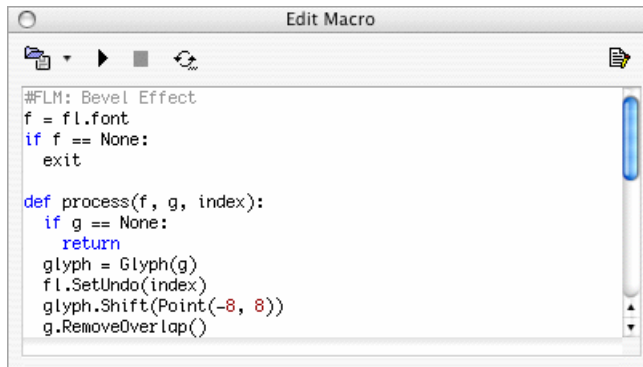 Edit Macro
#FLM: Bevel Effect
f = fl.font
if f == None:
  exit

def process(f, g, index):
  if g == None:
    return
  glyph = Glyph(g)
  fl.SetUndo(index)
  glyph.Shift(Point(-8, 8))
  g.RemoveOverlap()